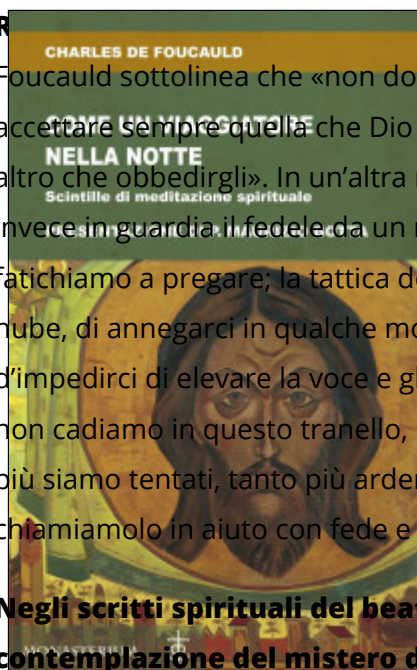 R
CHARLES DE FOUCAULD
Foucauld sottolinea che «non do
COME UN VIAGGIATORE
accettare sempre quella che Dio
NELLA NOTTE
altro che obbedirgli». In un’altra
Scintille di meditazione spirituale
invece in guardia il fedele da un
fatichiamo a pregare; la tattica d
nube, di annegarci in qualche mo
d’impedirci di elevare la voce e g
non cadiamo in questo tranello,
più siamo tentati, tanto più arder
chiamiamolo in aiuto con fede e
Negli scritti spirituali del bea
MONASTERIUM
contemplazione del mistero d